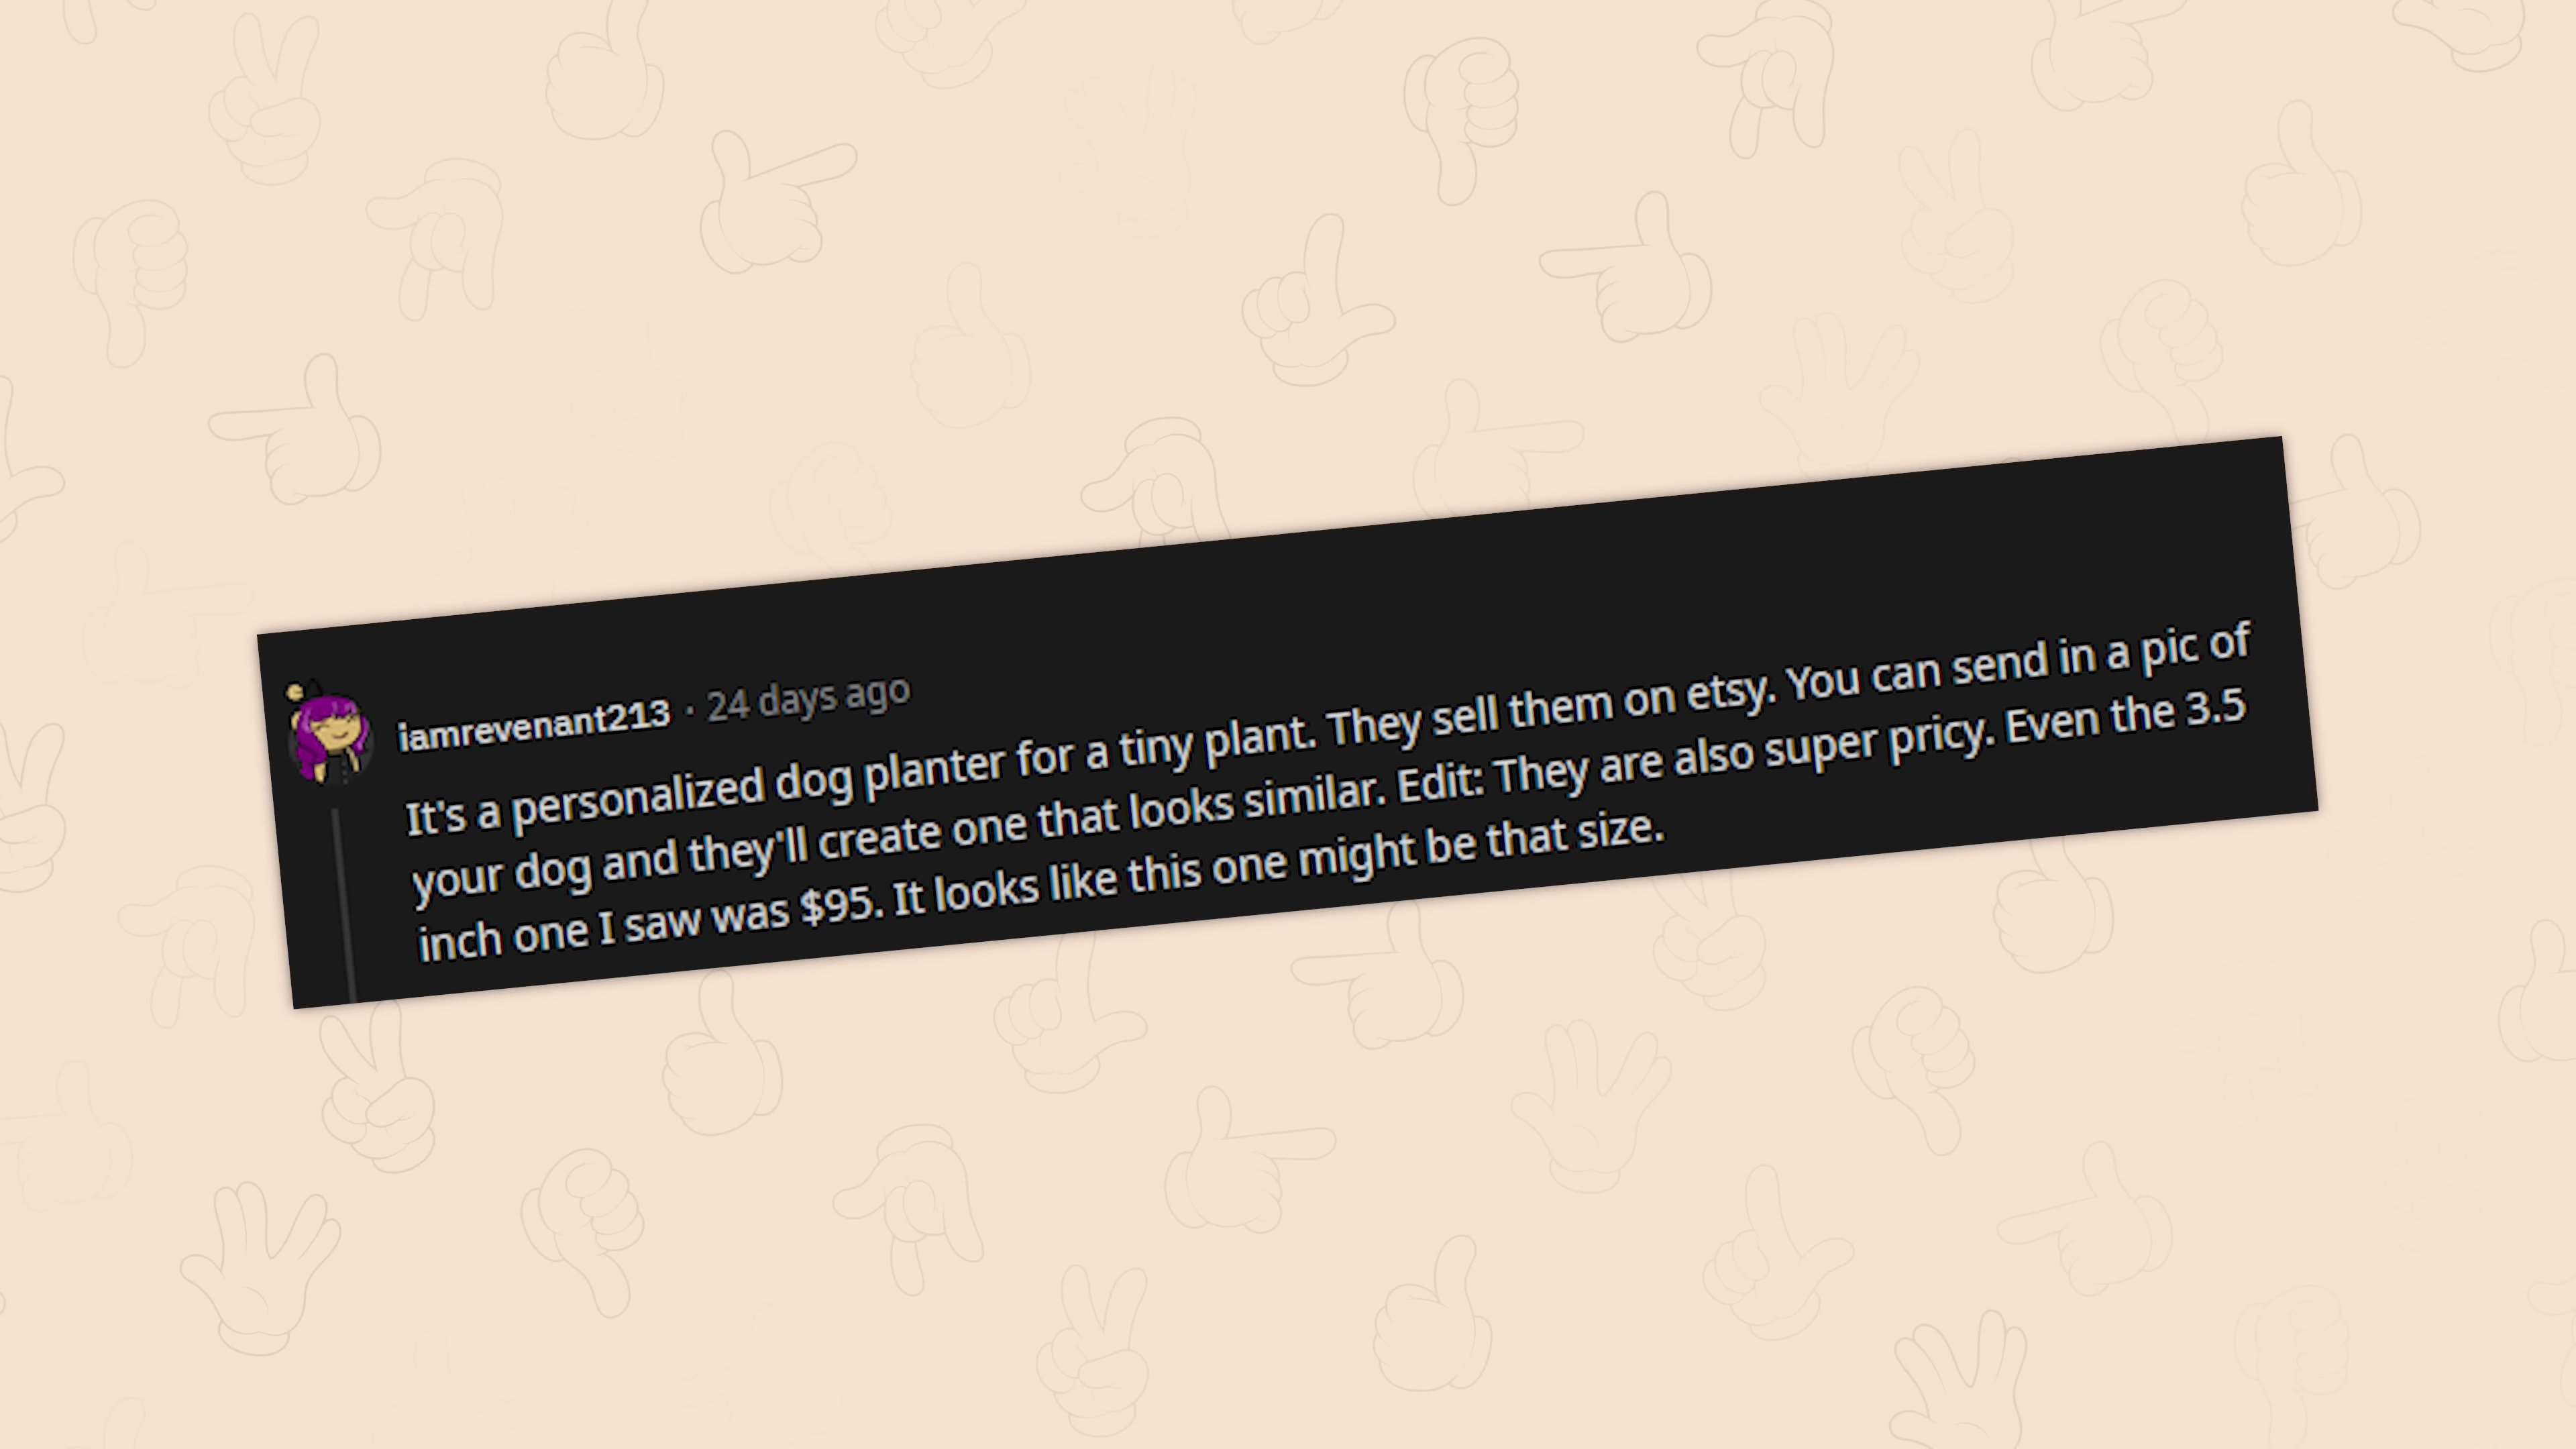 iamrevenant213 · 24 days ago
It's a personalized dog planter for a tiny plant. They sell them on etsy. You can send in a pic of
your dog and they'll create one that looks similar. Edit: They are also super pricy. Even the 3.5
inch one I saw was $95. It looks like this one might be that size.